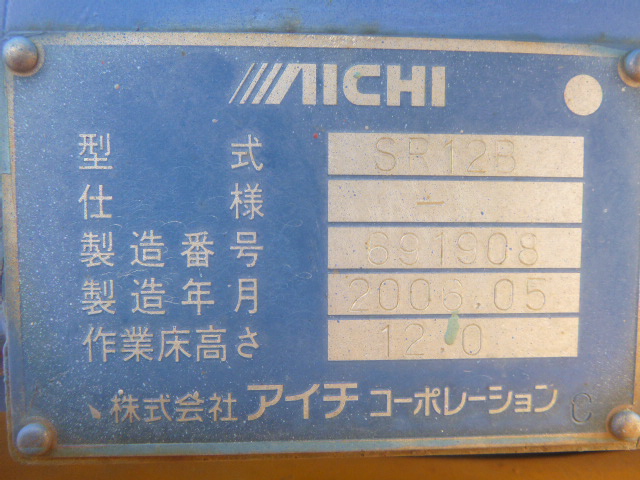 AICHI
型式 SR12B
仕様 -
製造番号 691908
製造年月 2006.05
作業床高さ 12.0
株式会社 アイチ コーポレーション C